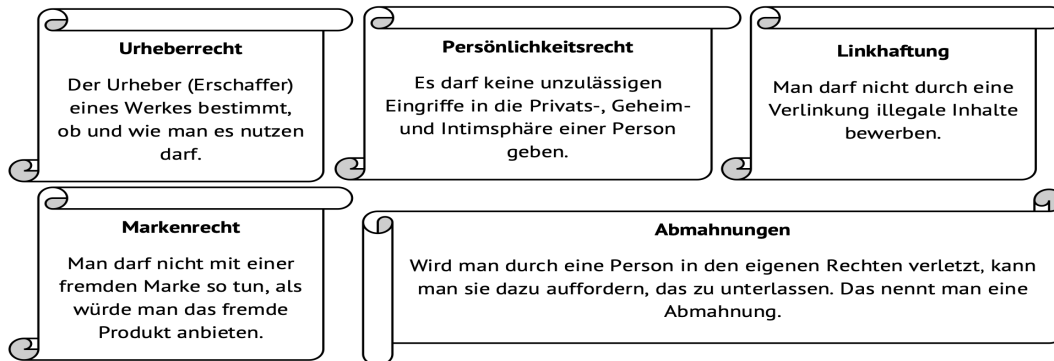 Urheberrecht
Der Urheber (Erschaffer)
eines Werkes bestimmt,
ob und wie man es nutzen
darf.
Persönlichkeitsrecht
Es darf keine unzulässigen
Eingriffe in die Privats-, Geheim-
und Intimsphäre einer Person
geben.
Linkhaftung
Man darf nicht durch eine
Verlinkung illegale Inhalte
bewerben.
Markenrecht
Man darf nicht mit einer
fremden Marke so tun, als
würde man das fremde
Produkt anbieten.
Abmahnungen
Wird man durch eine Person in den eigenen Rechten verletzt, kann
man sie dazu auffordern, das zu unterlassen. Das nennt man eine
Abmahnung.